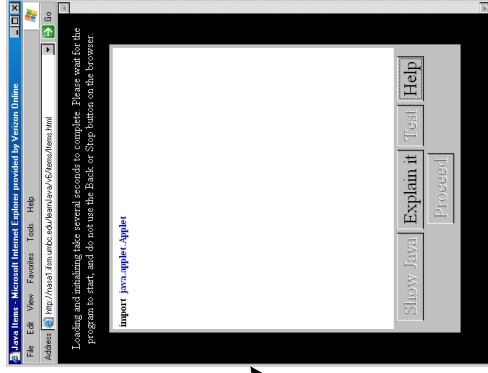 Java Items - Microsoft Internet Explorer provided by Verizon Online
File Edit View Favorites Tools Help
Address http://nasa1.ifsm.umbc.edu/learnJava/v6/items/Items.html Go
Loading and initializing take several seconds to complete. Please wait for the
program to start, and do not use the Back or Stop button on the browser.
import java.applet.Applet
Show Java Explain it Test Help
Proceed